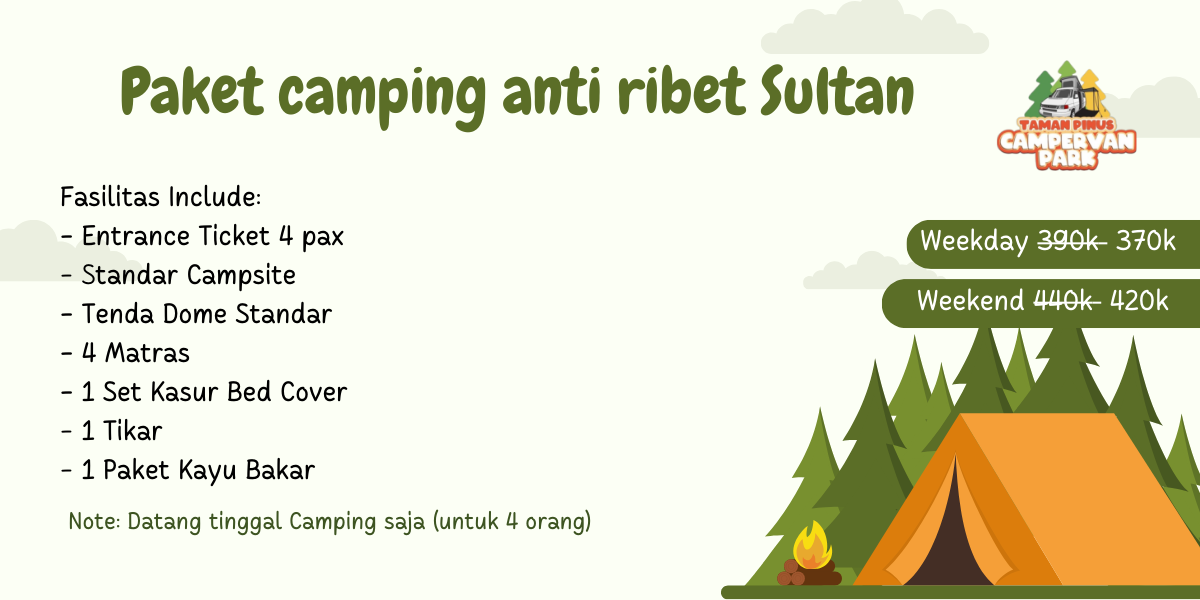 Paket camping anti ribet Sultan
TAMAN PINUS
CAMPERVAN
PARK
Fasilitas Include:
- Entrance Ticket 4 pax
- Standar Campsite
- Tenda Dome Standar
- 4 Matras
- 1 Set Kasur Bed Cover
- 1 Tikar
- 1 Paket Kayu Bakar
Note: Datang tinggal Camping saja (untuk 4 orang)
Weekday 390k 370k
Weekend 440k 420k